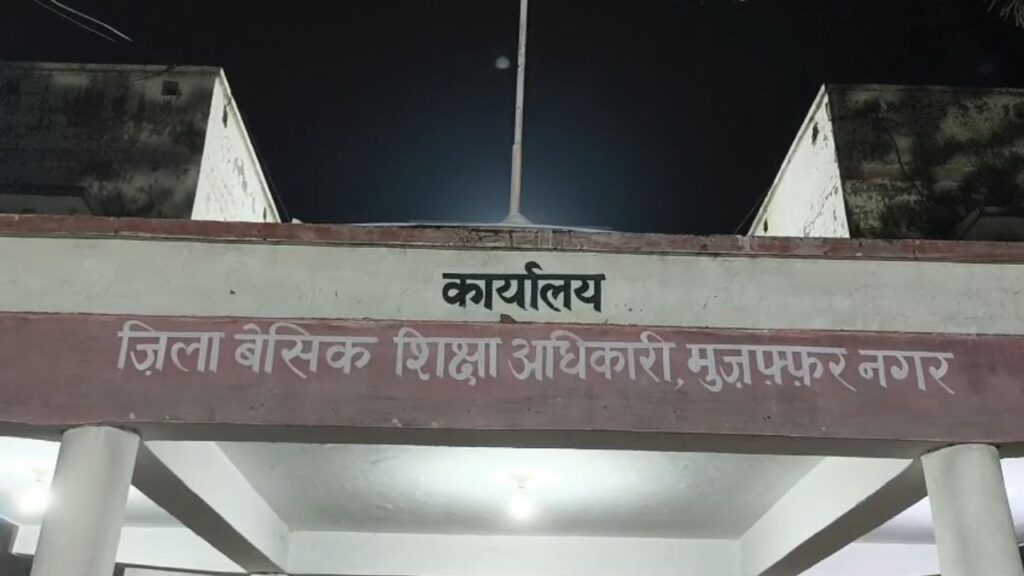 कार्यालय
ज़िला बेसिक शिक्षा अधिकारी, मुज़फ़्फ़र नगर